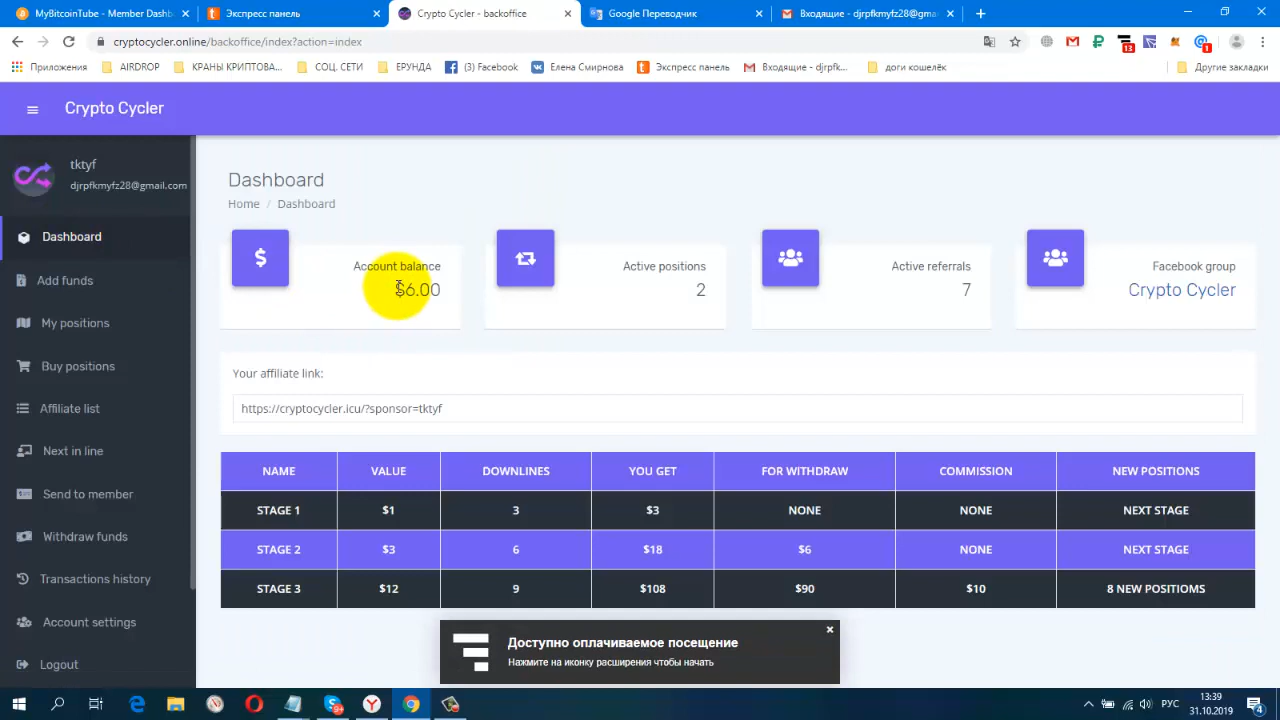 MyBitcoinTube - Member Dashb
Экспресс панель
Crypto Cycler - backoffice
Google Переводчик
Входящие - djrpfkmyfz28@gmai
cryptocycler.online/backoffice/index?action=index
13
1
Приложения
AIRDROP
КРАНЫ КРИПТОВА...
СОЦ. СЕТИ
ЕРУНДА
(3) Facebook
Елена Смирнова
Экспресс панель
Входящие - djrpfk...
доги кошелёк
Другие закладки
Crypto Cycler
tktyf
djrpfkmyfz28@gmail.com
Dashboard
Add funds
My positions
Buy positions
Affiliate list
Next in line
Send to member
Withdraw funds
Transactions history
Account settings
Logout
Dashboard
Home / Dashboard
Account balance
$6.00
Active positions
2
Active referrals
7
Facebook group
Crypto Cycler
Your affiliate link:
https://cryptocycler.icu/?sponsor=tktyf
NAME VALUE DOWNLINES YOU GET FOR WITHDRAW COMMISSION NEW POSITIONS
STAGE 1 $1 3 $3 NONE NONE NEXT STAGE
STAGE 2 $3 6 $18 $6 NONE NEXT STAGE
STAGE 3 $12 9 $108 $90 $10 8 NEW POSITIOMS
Доступно оплачиваемое посещение
Нажмите на иконку расширения чтобы начать
РУС
13:39
31.10.2019
4